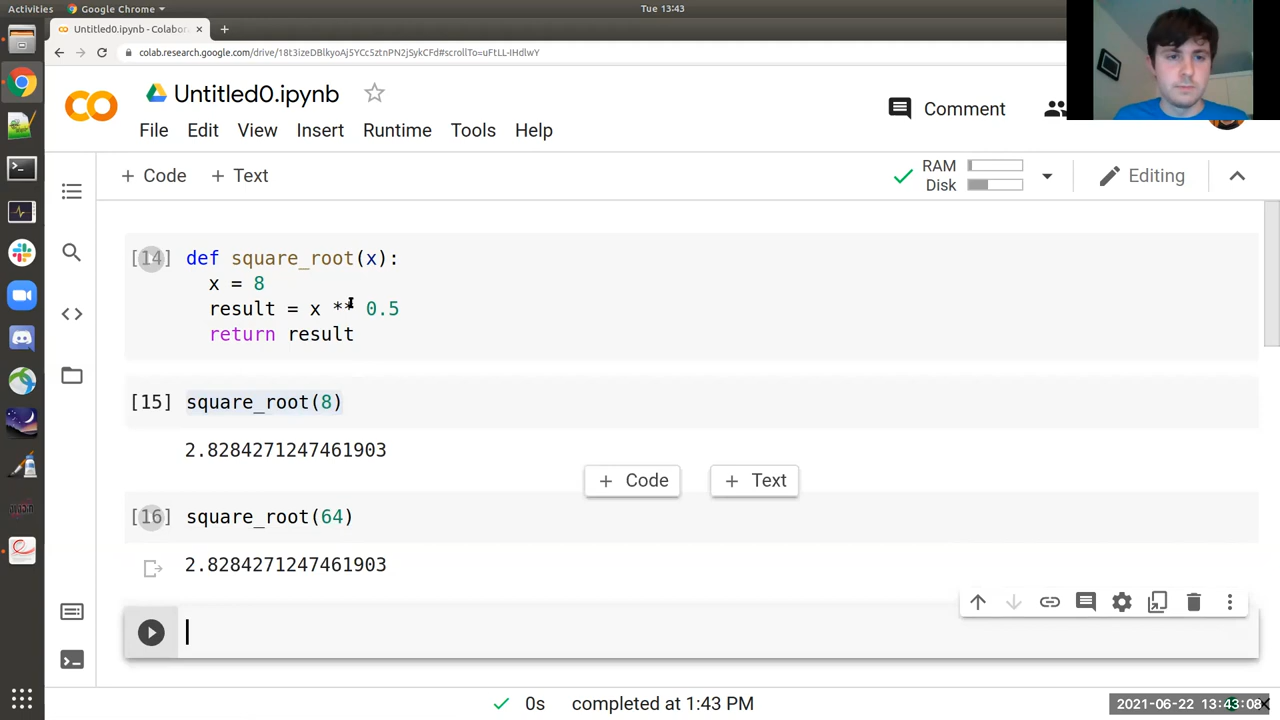 Activities Google Chrome Tue 13:43
Untitled0.ipynb - Colabor
colab.research.google.com/drive/18t3izeDBlkyoAj5YCc5ztnPN2jSykCFd#scrollTo=uFtLL-IHdlwY
Untitled0.ipynb
Comment
File Edit View Insert Runtime Tools Help
+ Code + Text
RAM
Disk
Editing
[14] def square_root(x):
x = 8
result = x ** 0.5
return result
[15] square_root(8)
2.8284271247461903
+ Code + Text
[16] square_root(64)
2.8284271247461903
0s completed at 1:43 PM
2021-06-22 13:43:08